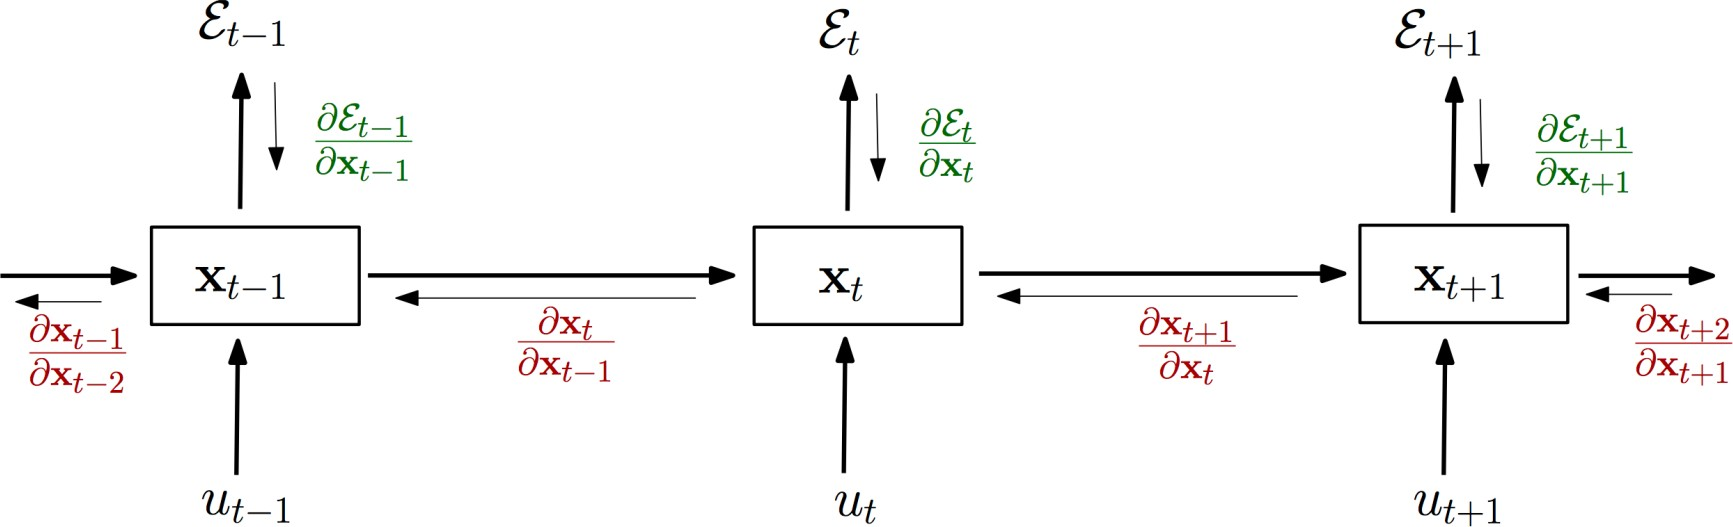 ℰ_{t−1} ℰ_t ℰ_{t+1}
∂ℰ_{t−1}/∂𝐱_{t−1} ∂ℰ_t/∂𝐱_t ∂ℰ_{t+1}/∂𝐱_{t+1}
𝐱_{t−1} 𝐱_t 𝐱_{t+1}
∂𝐱_{t−1}/∂𝐱_{t−2} ∂𝐱_t/∂𝐱_{t−1} ∂𝐱_{t+1}/∂𝐱_t ∂𝐱_{t+2}/∂𝐱_{t+1}
u_{t−1} u_t u_{t+1}